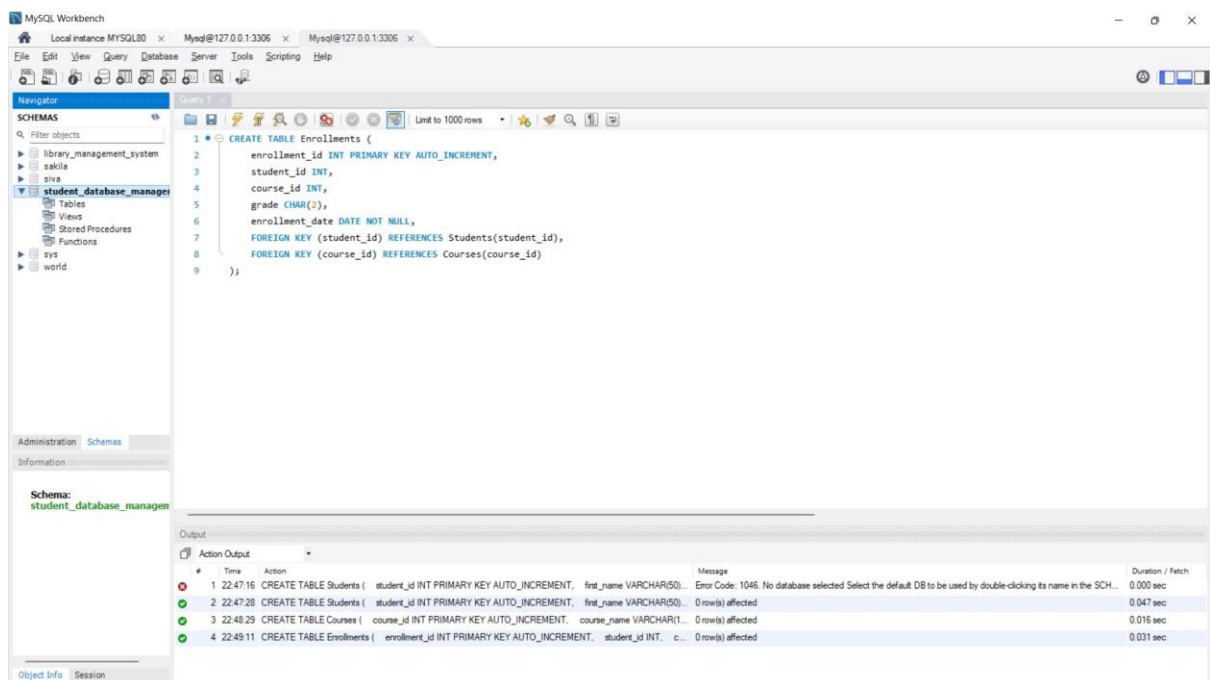 MySQL Workbench
Local instance MYSQL80 Mysql@127.0.0.1:3306 Mysql@127.0.0.1:3306
File Edit View Query Database Server Tools Scripting Help
Navigator
Query 1
SCHEMAS
Limit to 1000 rows
Filter objects
library_management_system
sakila
siva
student_database_manager
Tables
Views
Stored Procedures
Functions
sys
world
1 CREATE TABLE Enrollments (
2 enrollment_id INT PRIMARY KEY AUTO_INCREMENT,
3 student_id INT,
4 course_id INT,
5 grade CHAR(2),
6 enrollment_date DATE NOT NULL,
7 FOREIGN KEY (student_id) REFERENCES Students(student_id),
8 FOREIGN KEY (course_id) REFERENCES Courses(course_id)
9 );
Administration Schemas
Information
Schema:
student_database_managem
Output
Action Output
# Time Action Message Duration / Fetch
1 22:47:16 CREATE TABLE Students ( student_id INT PRIMARY KEY AUTO_INCREMENT, first_name VARCHAR(50)... Error Code: 1046. No database selected Select the default DB to be used by double-clicking its name in the SCH... 0.000 sec
2 22:47:28 CREATE TABLE Students ( student_id INT PRIMARY KEY AUTO_INCREMENT, first_name VARCHAR(50)... 0 row(s) affected 0.047 sec
3 22:48:29 CREATE TABLE Courses ( course_id INT PRIMARY KEY AUTO_INCREMENT, course_name VARCHAR(1... 0 row(s) affected 0.016 sec
4 22:49:11 CREATE TABLE Enrollments ( enrollment_id INT PRIMARY KEY AUTO_INCREMENT, student_id INT, c... 0 row(s) affected 0.031 sec
Object Info Session